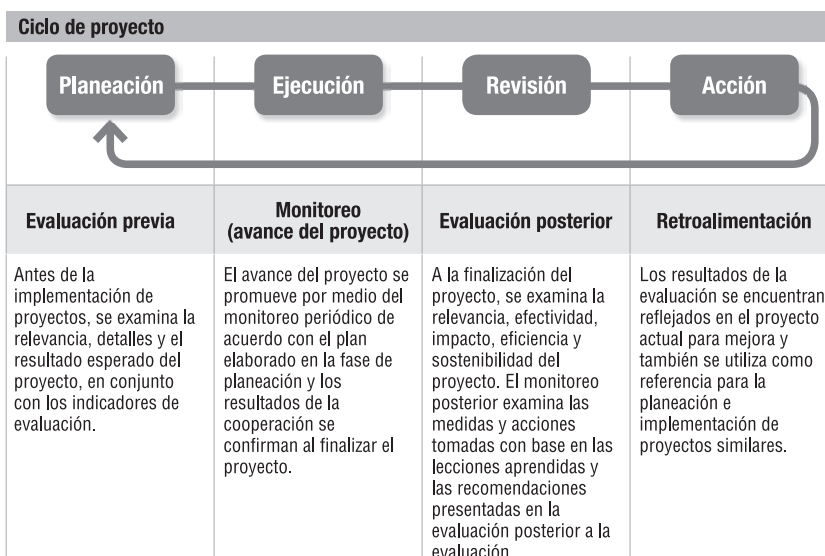 Ciclo de proyecto
Planeación
Ejecución
Revisión
Acción
Evaluación previa
Monitoreo
(avance del proyecto)
Evaluación posterior
Retroalimentación
Antes de la
implementación de
proyectos, se examina la
relevancia, detalles y el
resultado esperado del
proyecto, en conjunto
con los indicadores de
evaluación.
El avance del proyecto se
promueve por medio del
monitoreo periódico de
acuerdo con el plan
elaborado en la fase de
planeación y los
resultados de la
cooperación se
confirman al finalizar el
proyecto.
A la finalización del
proyecto, se examina la
relevancia, efectividad,
impacto, eficiencia y
sostenibilidad del
proyecto. El monitoreo
posterior examina las
medidas y acciones
tomadas con base en las
lecciones aprendidas y
las recomendaciones
presentadas en la
evaluación posterior a la
evaluación
Los resultados de la
evaluación se encuentran
reflejados en el proyecto
actual para mejora y
también se utiliza como
referencia para la
planeación e
implementación de
proyectos similares.